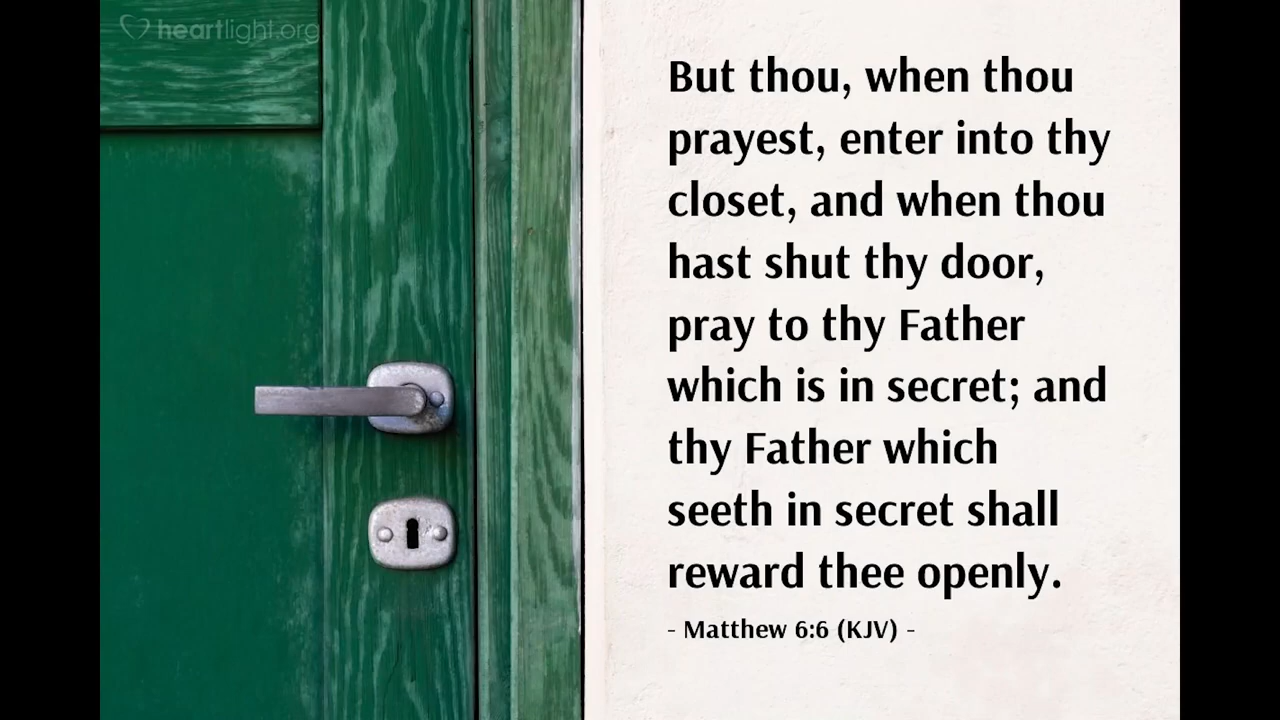 heartlight.org
But thou, when thou
prayest, enter into thy
closet, and when thou
hast shut thy door,
pray to thy Father
which is in secret; and
thy Father which
seeth in secret shall
reward thee openly.
- Matthew 6:6 (KJV) -